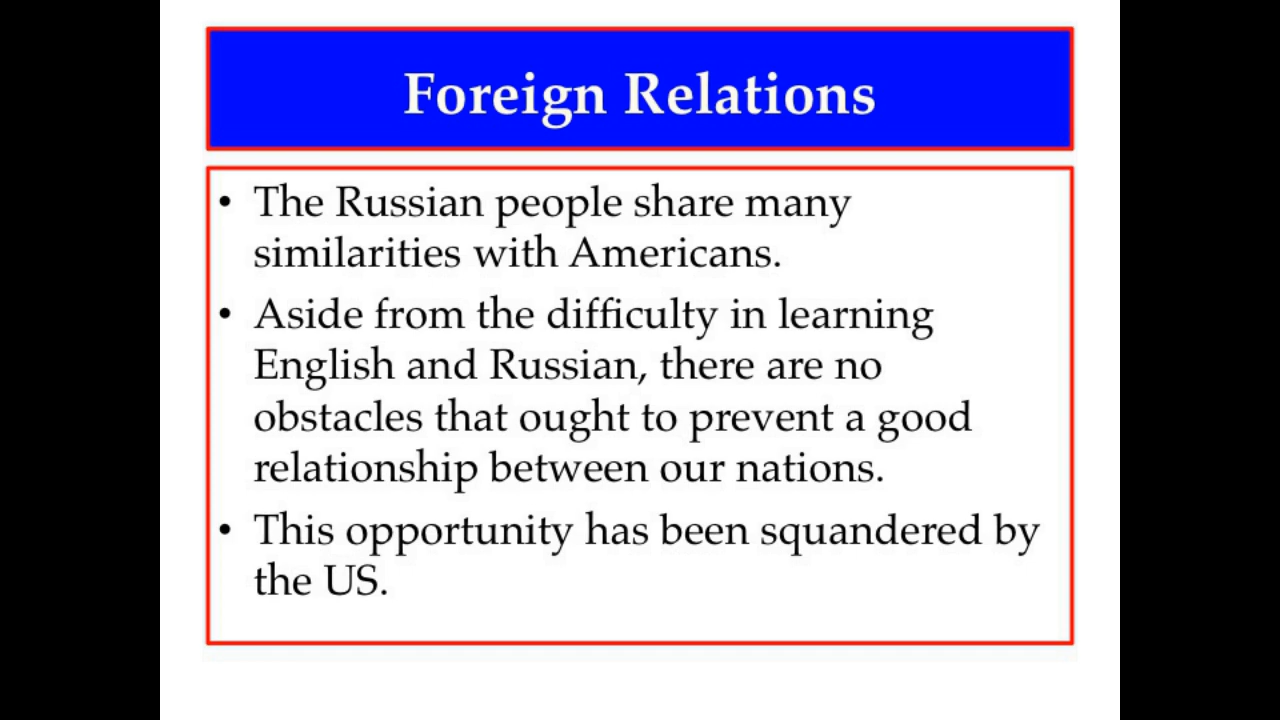 Foreign Relations
• The Russian people share many
similarities with Americans.
• Aside from the difficulty in learning
English and Russian, there are no
obstacles that ought to prevent a good
relationship between our nations.
• This opportunity has been squandered by
the US.